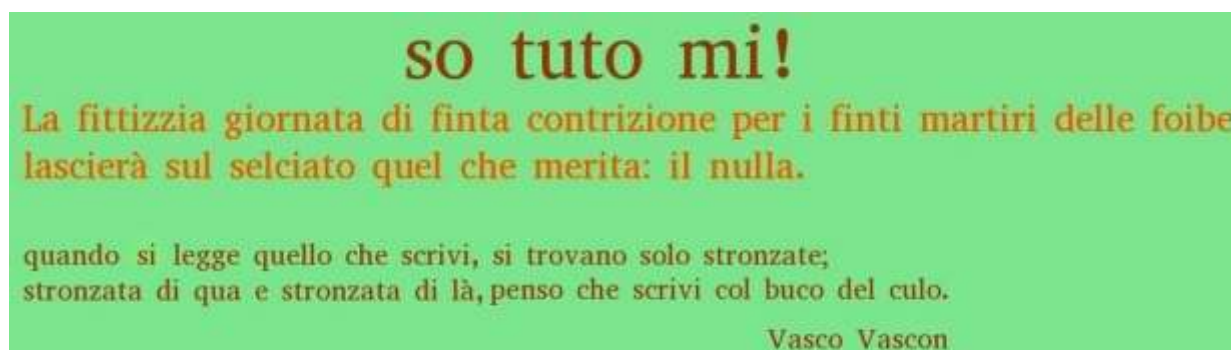 so tuto mi!
La fittizzia giornata di finta contrizione per i finti martiri delle foibe
lascierà sul selciato quel che merita: il nulla.
quando si legge quello che scrivi, si trovano solo stronzate;
stronzata di qua e stronzata di là, penso che scrivi col buco del culo.
Vasco Vascon